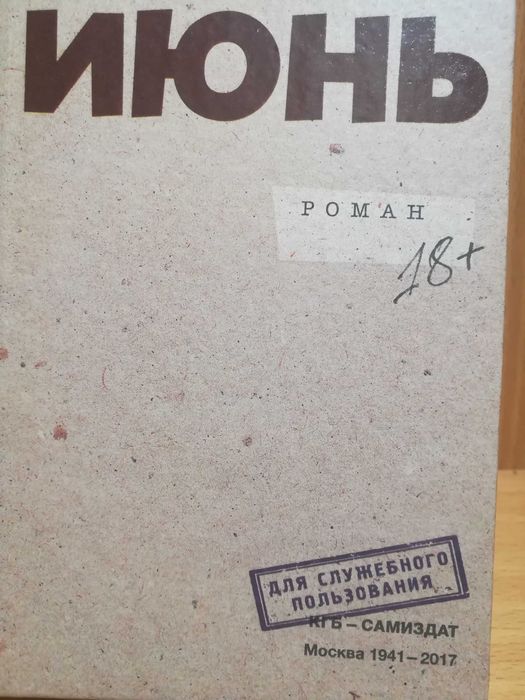 ИЮНЬ
РОМАН
18+
ДЛЯ СЛУЖЕБНОГО
ПОЛЬЗОВАНИЯ
КГБ – САМИЗДАТ
Москва 1941–2017